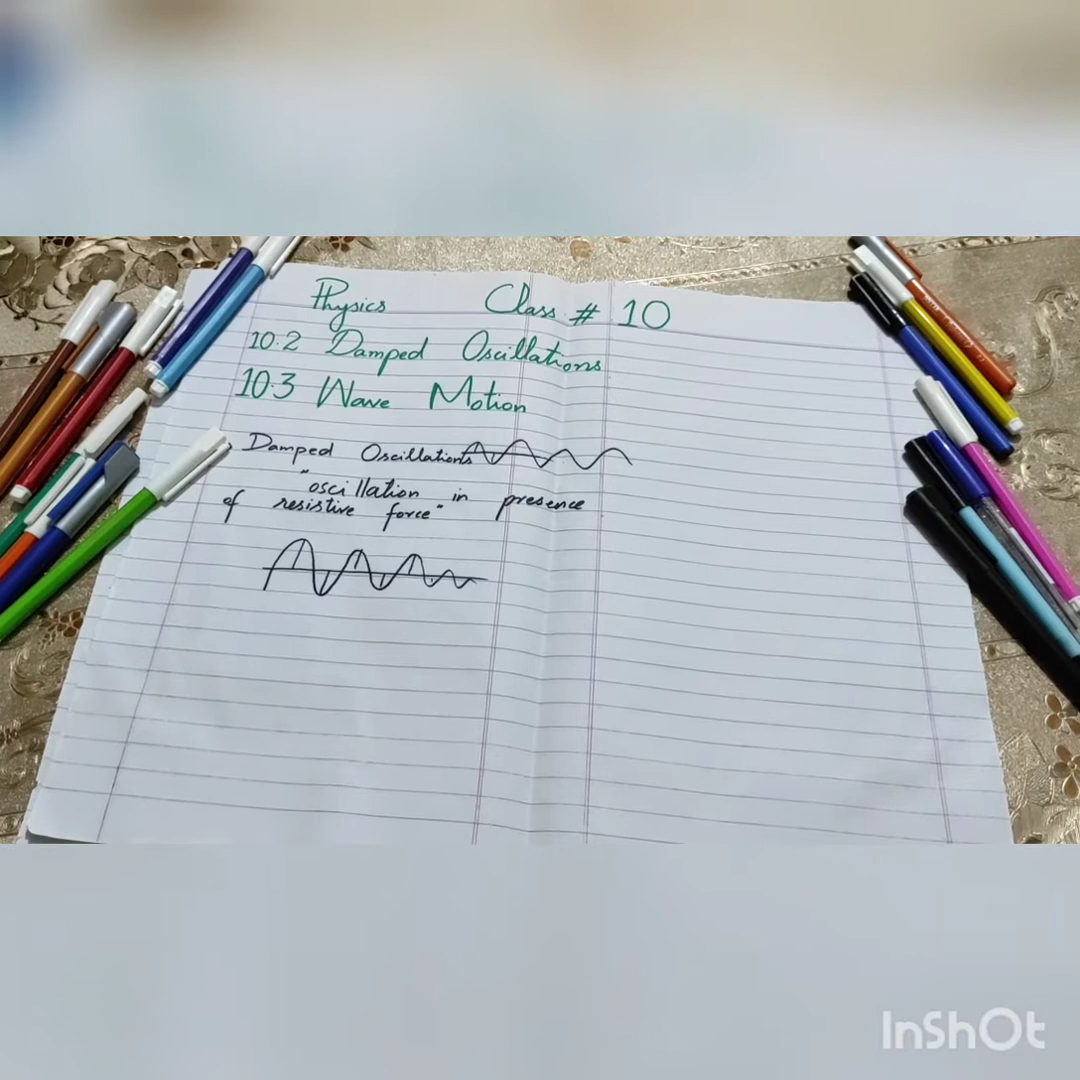 Physics Class # 10
10.2 Damped Oscillations
10.3 Wave Motion
Damped Oscillations
"oscillation in presence
of resistive force"
InShOt